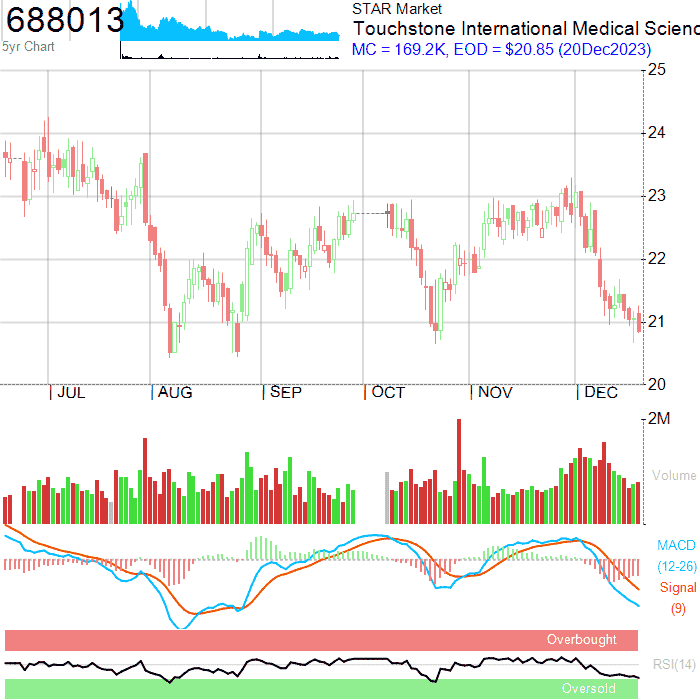 688013
5yr Chart
STAR Market
Touchstone International Medical Scienc
MC = 169.2K, EOD = $20.85 (20Dec2023)
25
24
23
22
21
20
JUL AUG SEP OCT NOV DEC
2M
Volume
MACD
(12-26)
Signal
(9)
Overbought
RSI(14)
Oversold